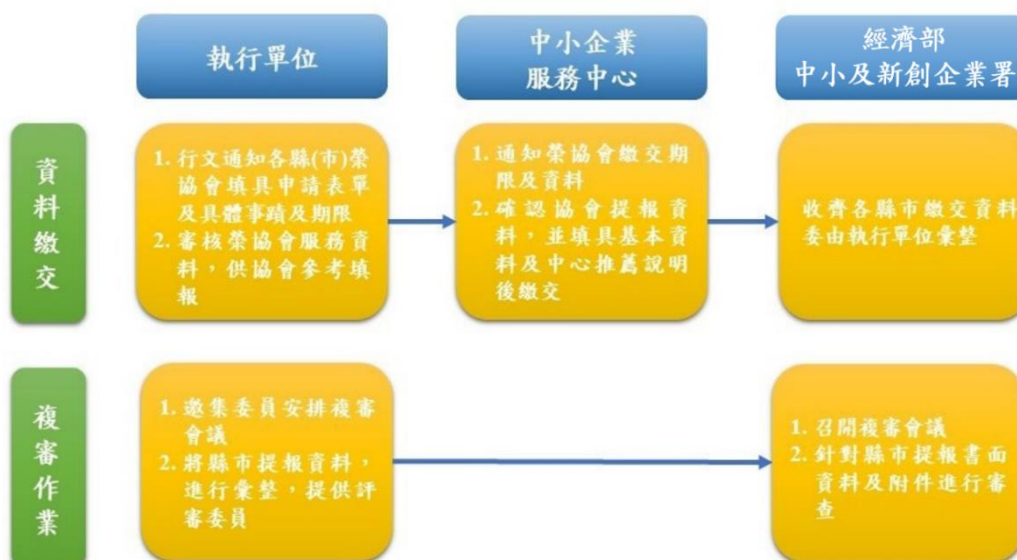 執行單位
中小企業
服務中心
經濟部
中小及新創企業署
資料繳交
1. 行文通知各縣(市)榮
協會填具申請表單
及具體事蹟及期限
2. 審核榮協會服務資
料，供協會參考填
報
1. 通知榮協會繳交期
限及資料
2. 確認協會提報資
料，並填具基本資
料及中心推薦說明
後繳交
收齊各縣市繳交資料
委由執行單位彙整
複審作業
1. 邀集委員安排複審
會議
2. 將縣市提報資料，
進行彙整，提供評
審委員
1. 召開複審會議
2. 針對縣市提報書面
資料及附件進行審
查